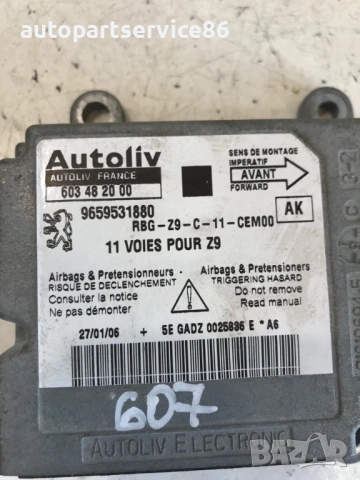 autopartservice86
Autoliv
AUTOLIV FRANCE
603 48 20 00
SENS DE MONTAGE
IMPERATIF
AVANT
FORWARD
9659531880
RBG-Z9-C-11-CEM00
AK
11 VOIES POUR Z9
Airbags & Pretensionneurs
RISQUE DE DECLENCHEMENT
Consulter la notice
Ne pas démonter
Airbags & Pretensioners
TRIGGERING HASARD
Do not remove
Read manual
27/01/06 + 5E GADZ 0025836 E * A6
607
AUTOLIV ELECTRONIC
BAZAR